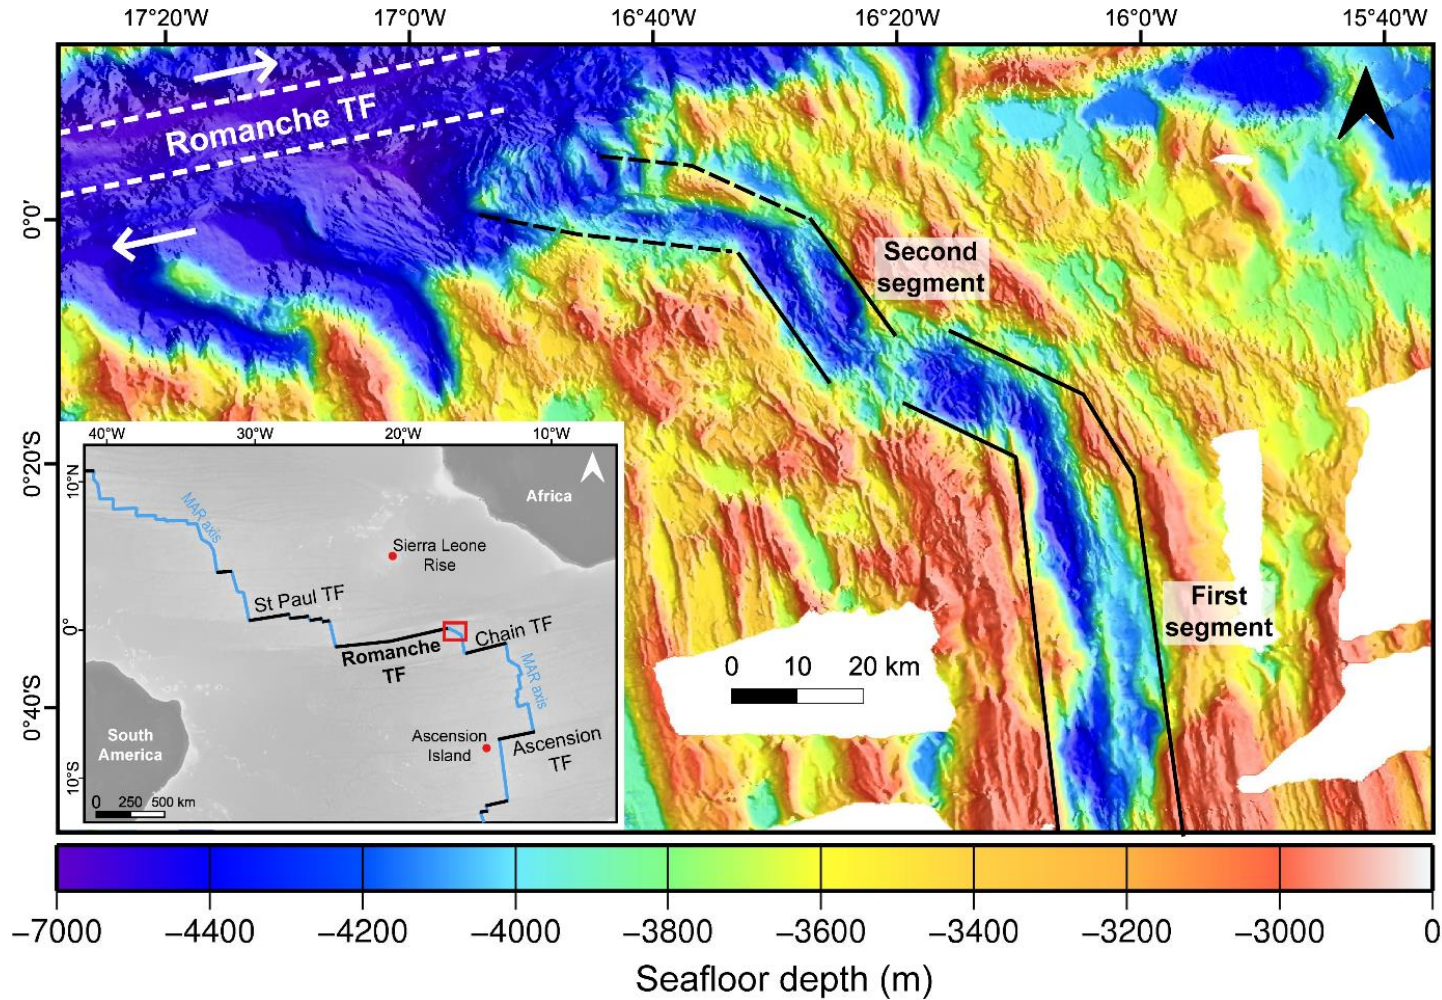 17°20'W 17°0'W 16°40'W 16°20'W 16°0'W 15°40'W
Romanche TF
0°0'
0°20'S
0°40'S
Second
segment
First
segment
0 10 20 km
40°W 30°W 20°W 10°W
10°N
0°
10°S
MAR axis
Africa
Sierra Leone
Rise
St Paul TF
Romanche
TF
Chain TF
MAR axis
South
America
Ascension
Island
Ascension
TF
0 250 500 km
–7000 –4400 –4200 –4000 –3800 –3600 –3400 –3200 –3000 0
Seafloor depth (m)